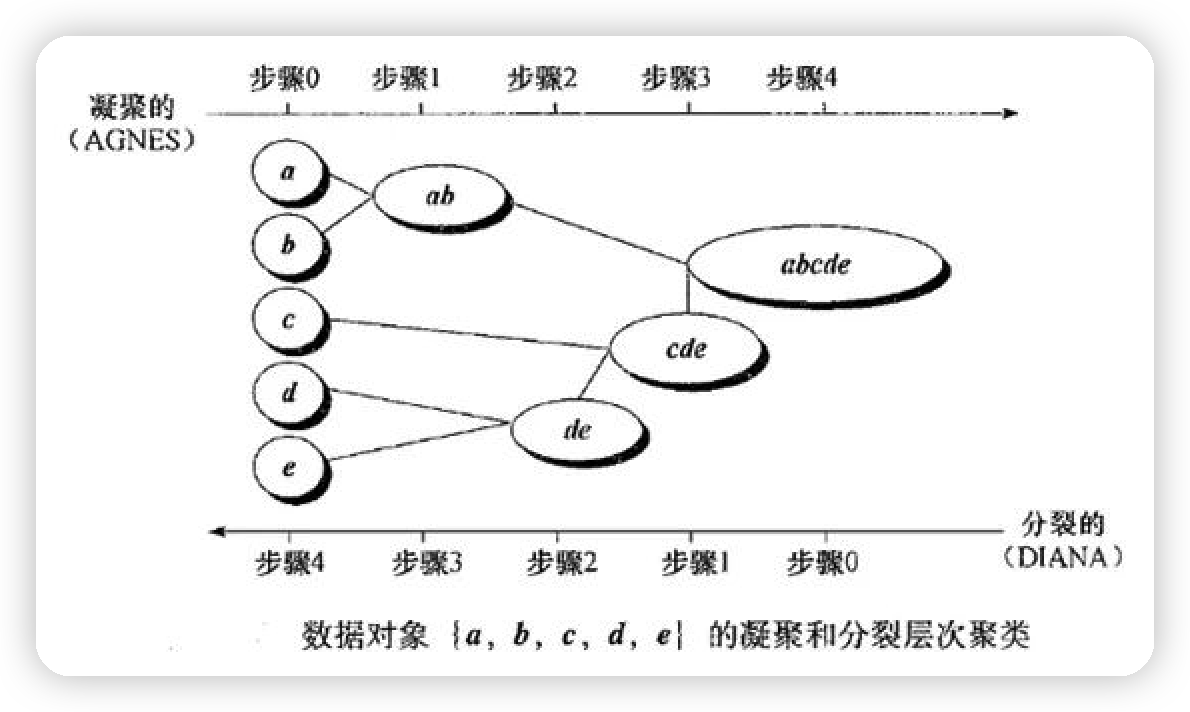 步骤0 步骤1 步骤2 步骤3 步骤4
凝聚的
(AGNES)
a
ab
b
abcde
c
cde
d
de
e
分裂的
(DIANA)
步骤4 步骤3 步骤2 步骤1 步骤0
数据对象 {a, b, c, d, e} 的凝聚和分裂层次聚类